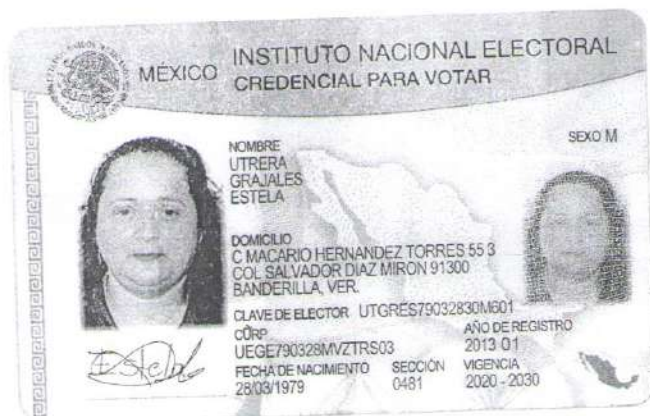 MÉXICO
INSTITUTO NACIONAL ELECTORAL
CREDENCIAL PARA VOTAR
NOMBRE
UTRERA
GRAJALES
ESTELA
SEXO M
DOMICILIO
C MACARIO HERNANDEZ TORRES 55 3
COL SALVADOR DIAZ MIRON 91300
BANDERILLA, VER.
CLAVE DE ELECTOR UTGRES79032830M601
CURP
UEGE790328MVZTRS03
AÑO DE REGISTRO
2013 01
FECHA DE NACIMIENTO
28/03/1979
SECCIÓN
0481
VIGENCIA
2020 - 2030